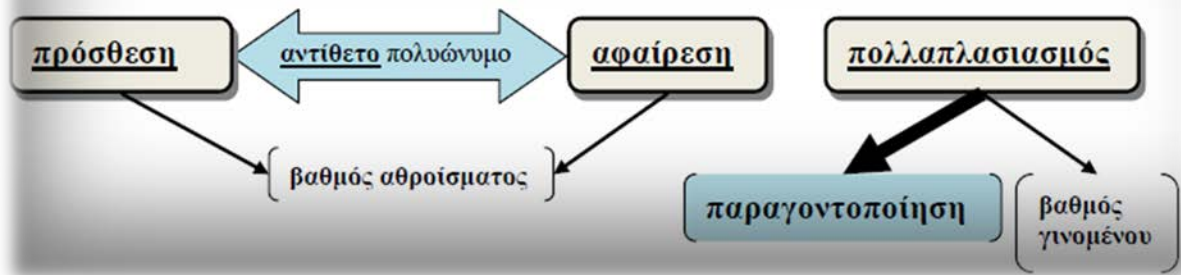 πρόσθεση
αντίθετο πολυώνυμο
αφαίρεση
πολλαπλασιασμός
βαθμός αθροίσματος
παραγοντοποίηση
βαθμός
γινομένου